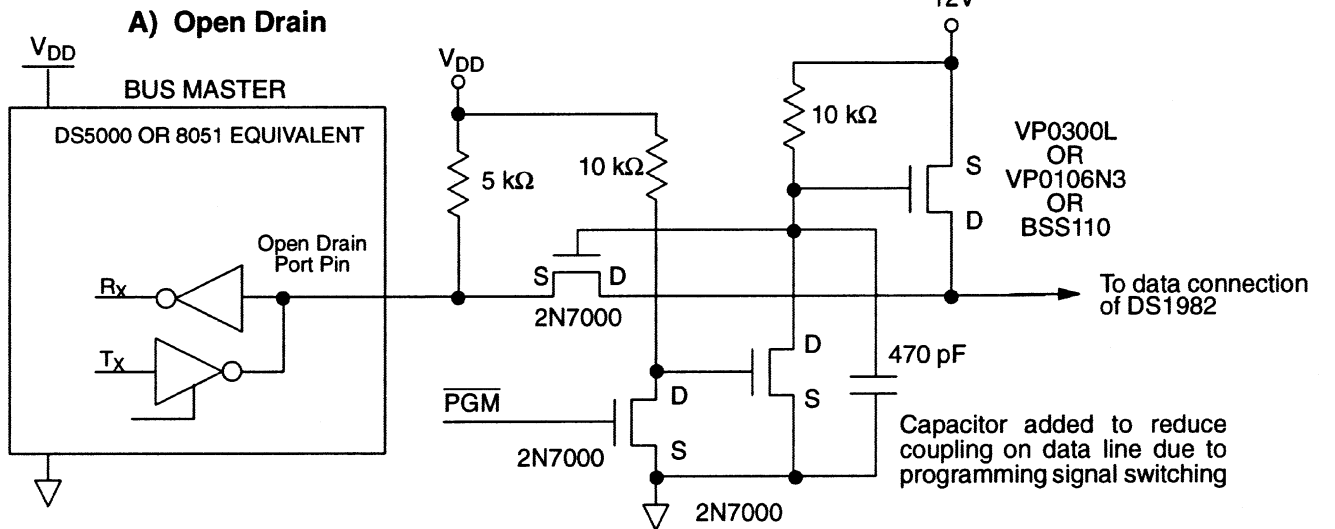 A) Open Drain
12V
VDD
BUS MASTER
DS5000 OR 8051 EQUIVALENT
Open Drain
Port Pin
RX
TX
VDD
5 kΩ
10 kΩ
10 kΩ
S
D
2N7000
PGM
D
S
2N7000
D
S
2N7000
470 pF
S
D
VP0300L
OR
VP0106N3
OR
BSS110
To data connection
of DS1982
Capacitor added to reduce
coupling on data line due to
programming signal switching